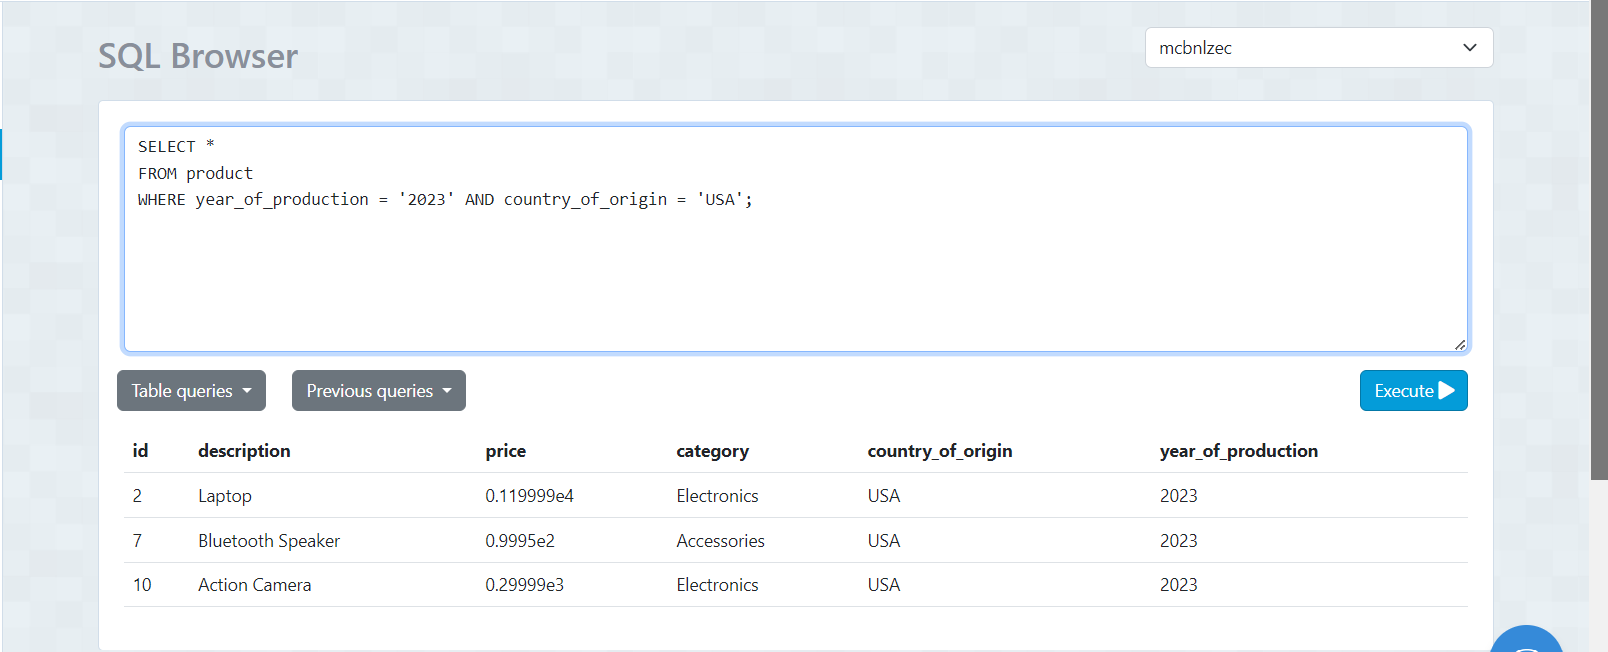 SQL Browser
mcbnlzec
SELECT *
FROM product
WHERE year_of_production = '2023' AND country_of_origin = 'USA';
Table queries
Previous queries
Execute
id description price category country_of_origin year_of_production
2 Laptop 0.119999e4 Electronics USA 2023
7 Bluetooth Speaker 0.9995e2 Accessories USA 2023
10 Action Camera 0.29999e3 Electronics USA 2023